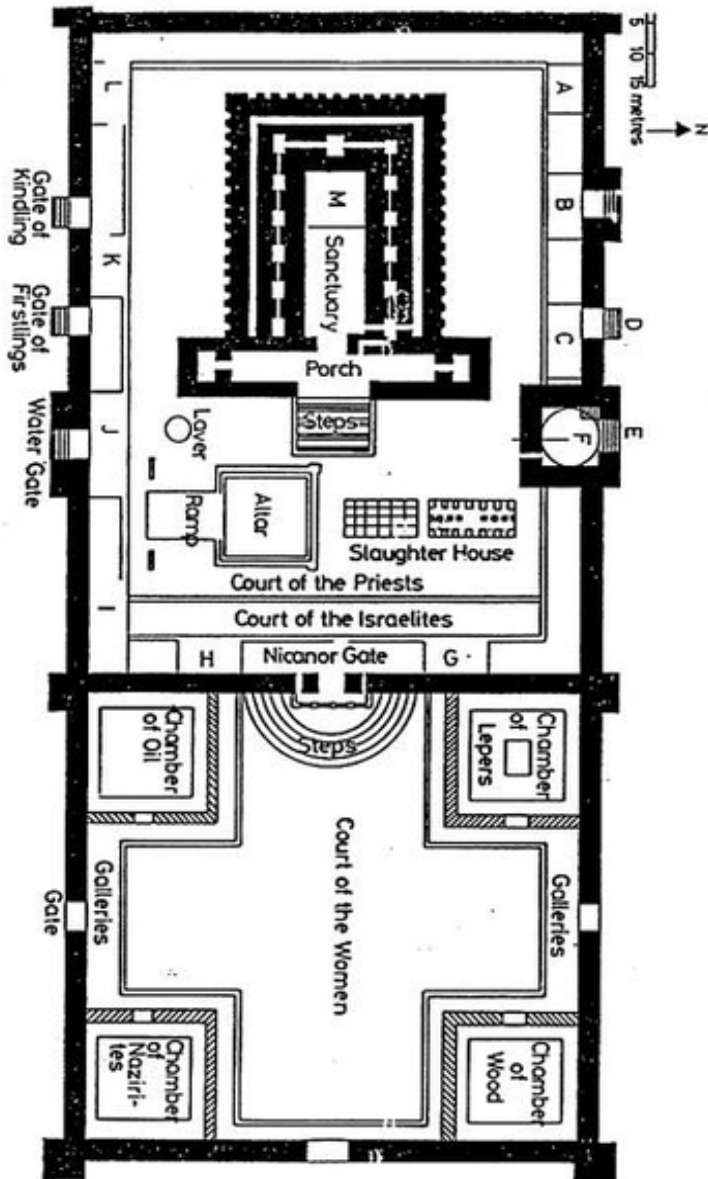 5
10
15 metres
N
L
A
B
Gate of
Kindling
M
Sanctuary
K
Gate of
Firstlings
C
D
Porch
Water Gate
J
Laver
Steps
F
E
Ramp
Altar
Slaughter House
Court of the Priests
I
Court of the Israelites
H
Nicanor Gate
G
Chamber
of Oil
Steps
Chamber
of
Lepers
Court of the Women
Gate
Galleries
Galleries
Chamber
of
Naziri-
tes
Chamber
of
Wood